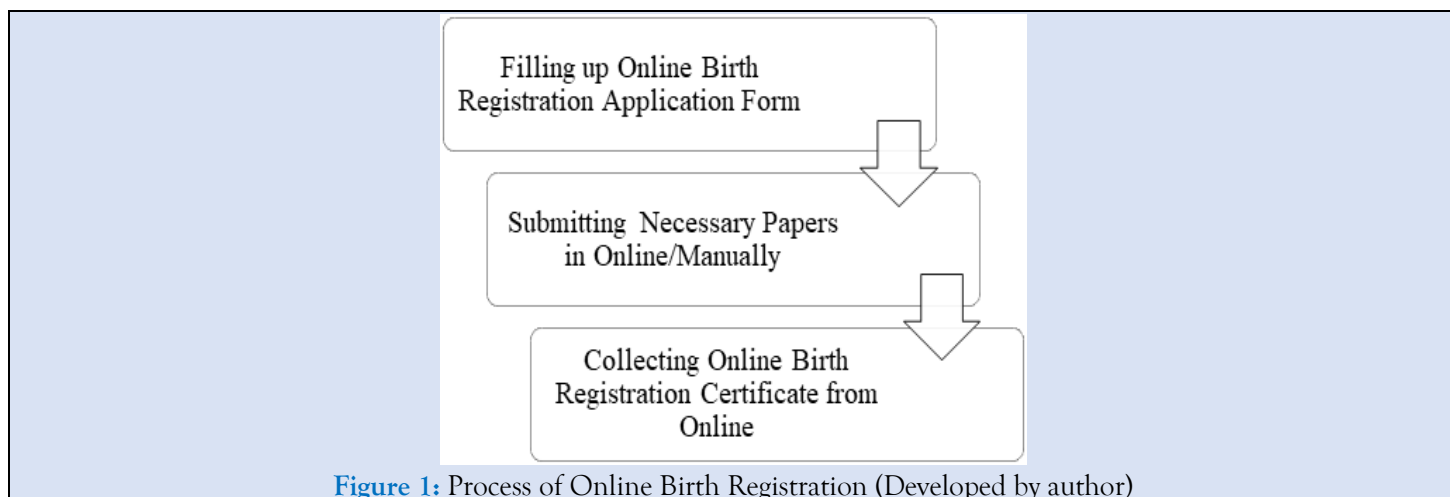 Filling up Online Birth
Registration Application Form
Submitting Necessary Papers
in Online/Manually
Collecting Online Birth
Registration Certificate from
Online
Figure 1: Process of Online Birth Registration (Developed by author)